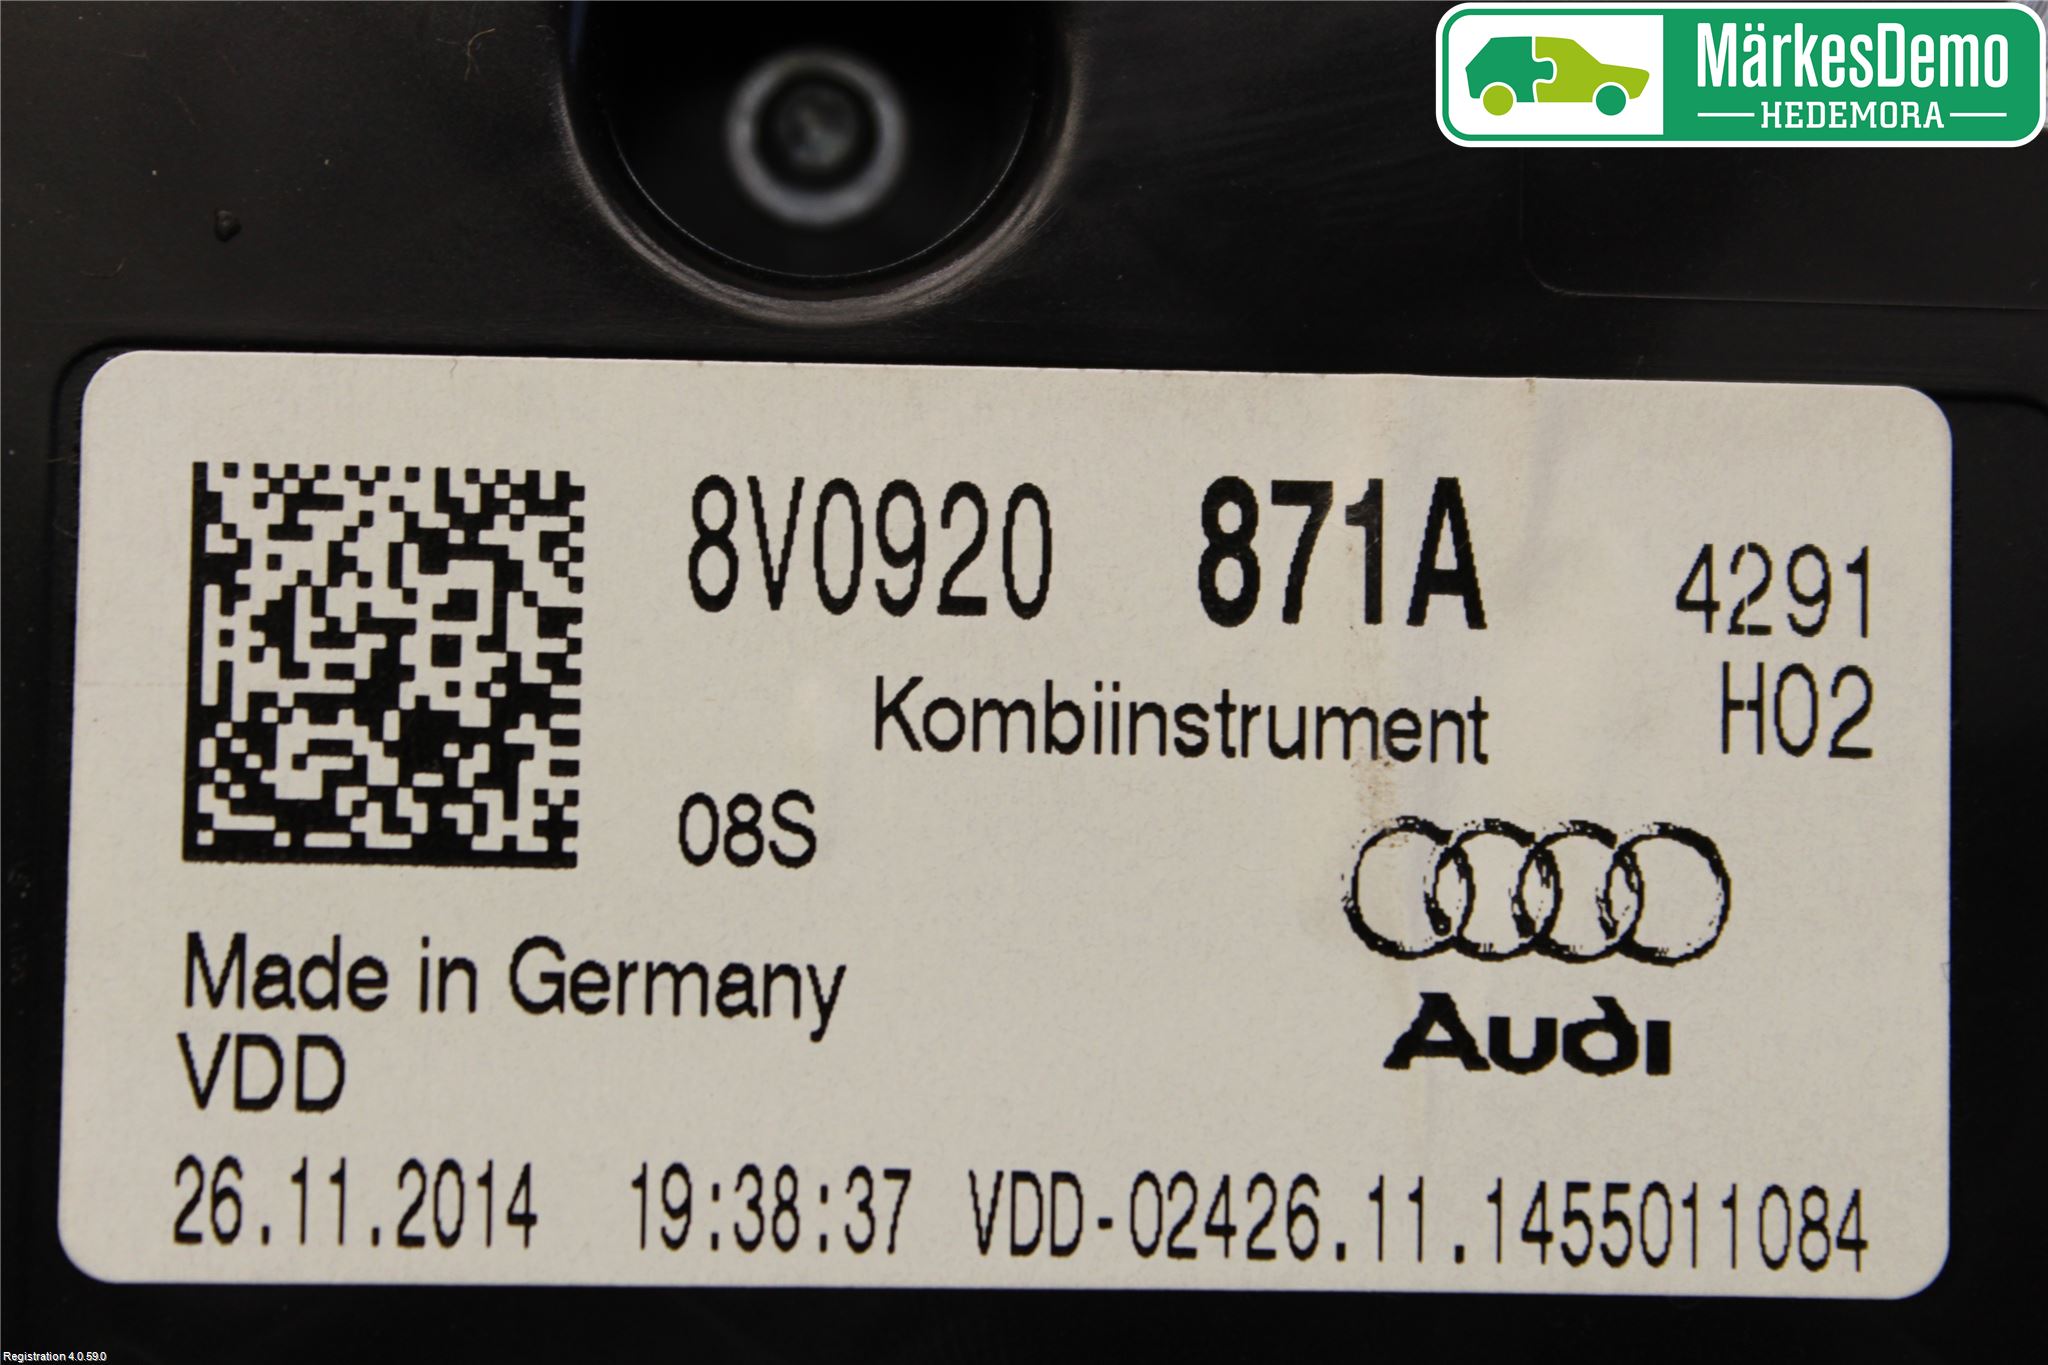 MärkesDemo
HEDEMORA
8V0920 871A 4291
Kombiinstrument H02
08S
Audi
Made in Germany
VDD
26.11.2014 19:38:37 VDD-02426.11.1455011084
Registration 4.0.59.0